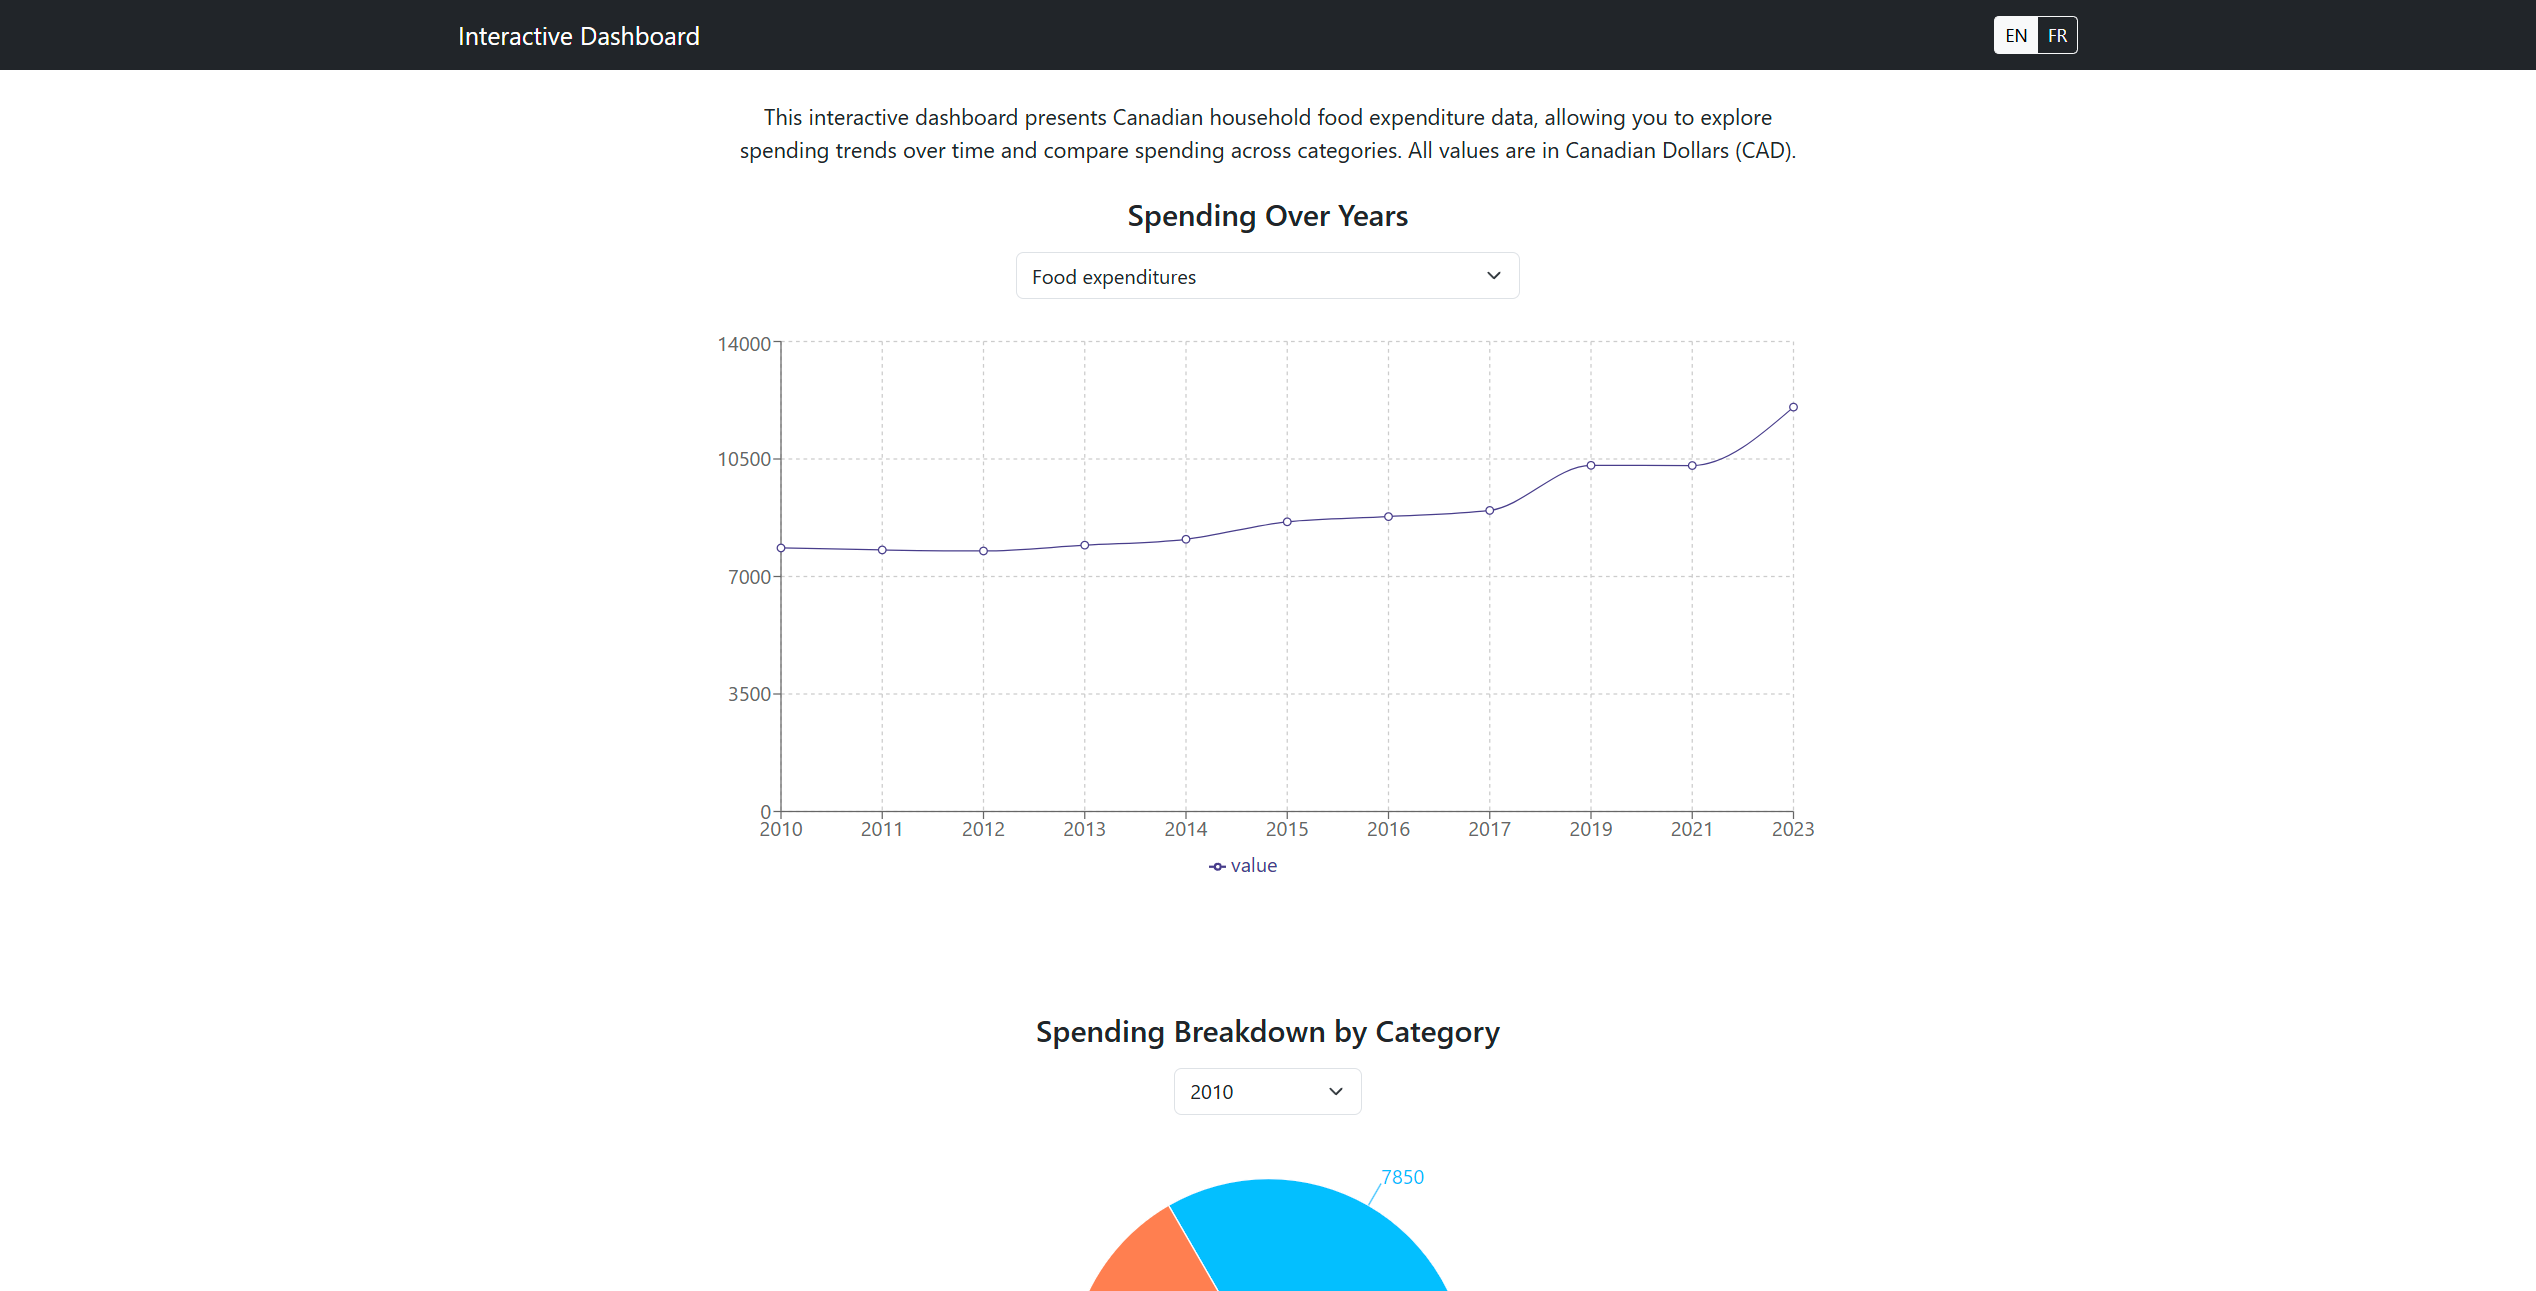 Interactive Dashboard
EN FR
This interactive dashboard presents Canadian household food expenditure data, allowing you to explore
spending trends over time and compare spending across categories. All values are in Canadian Dollars (CAD).
Spending Over Years
Food expenditures
14000
10500
7000
3500
0
2010 2011 2012 2013 2014 2015 2016 2017 2019 2021 2023
value
Spending Breakdown by Category
2010
7850